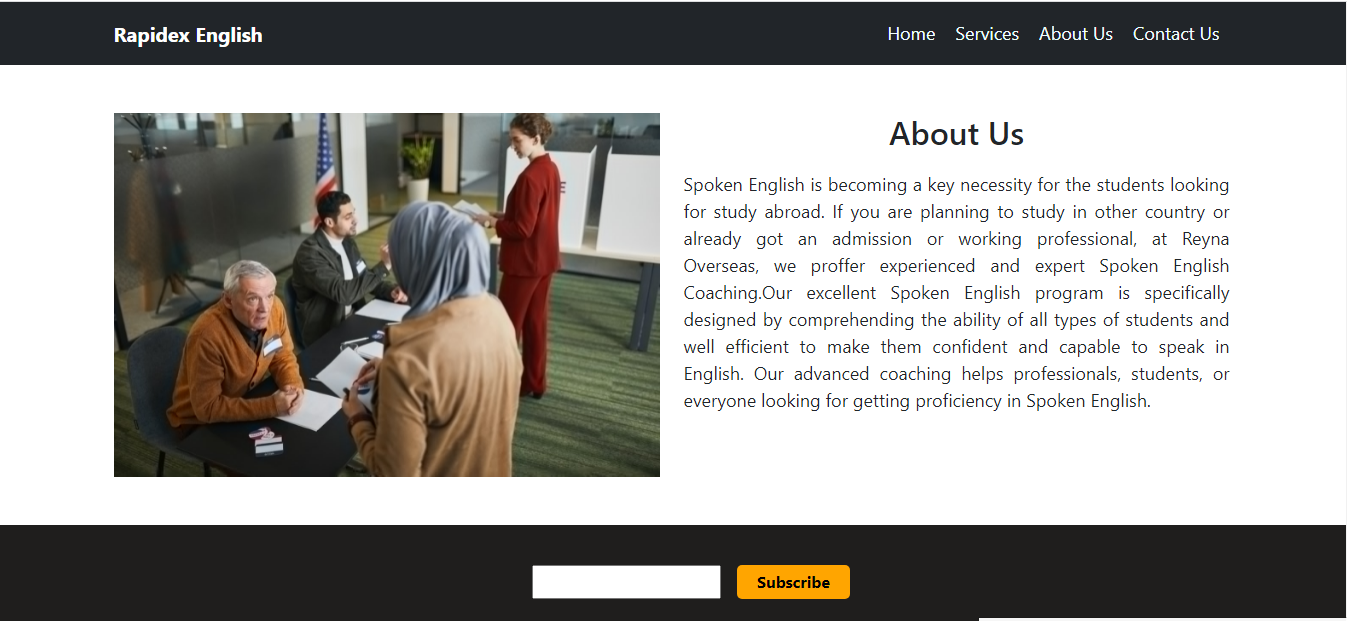 Rapidex English
Home Services About Us Contact Us
About Us
Spoken English is becoming a key necessity for the students looking
for study abroad. If you are planning to study in other country or
already got an admission or working professional, at Reyna
Overseas, we proffer experienced and expert Spoken English
Coaching.Our excellent Spoken English program is specifically
designed by comprehending the ability of all types of students and
well efficient to make them confident and capable to speak in
English. Our advanced coaching helps professionals, students, or
everyone looking for getting proficiency in Spoken English.
Subscribe